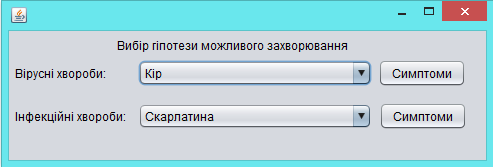 Вибір гіпотези можливого захворювання
Вірусні хвороби: Кір Симптоми
Інфекційні хвороби: Скарлатина Симптоми